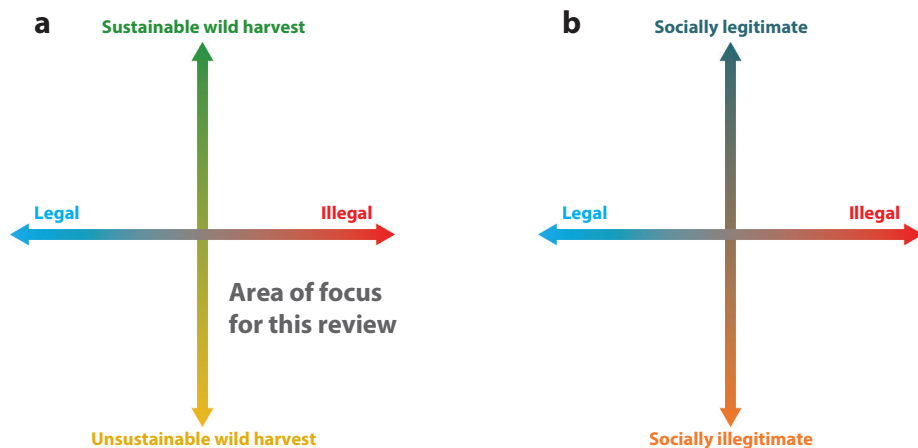 a
Sustainable wild harvest
Legal
Illegal
Area of focus
for this review
Unsustainable wild harvest
b
Socially legitimate
Legal
Illegal
Socially illegitimate